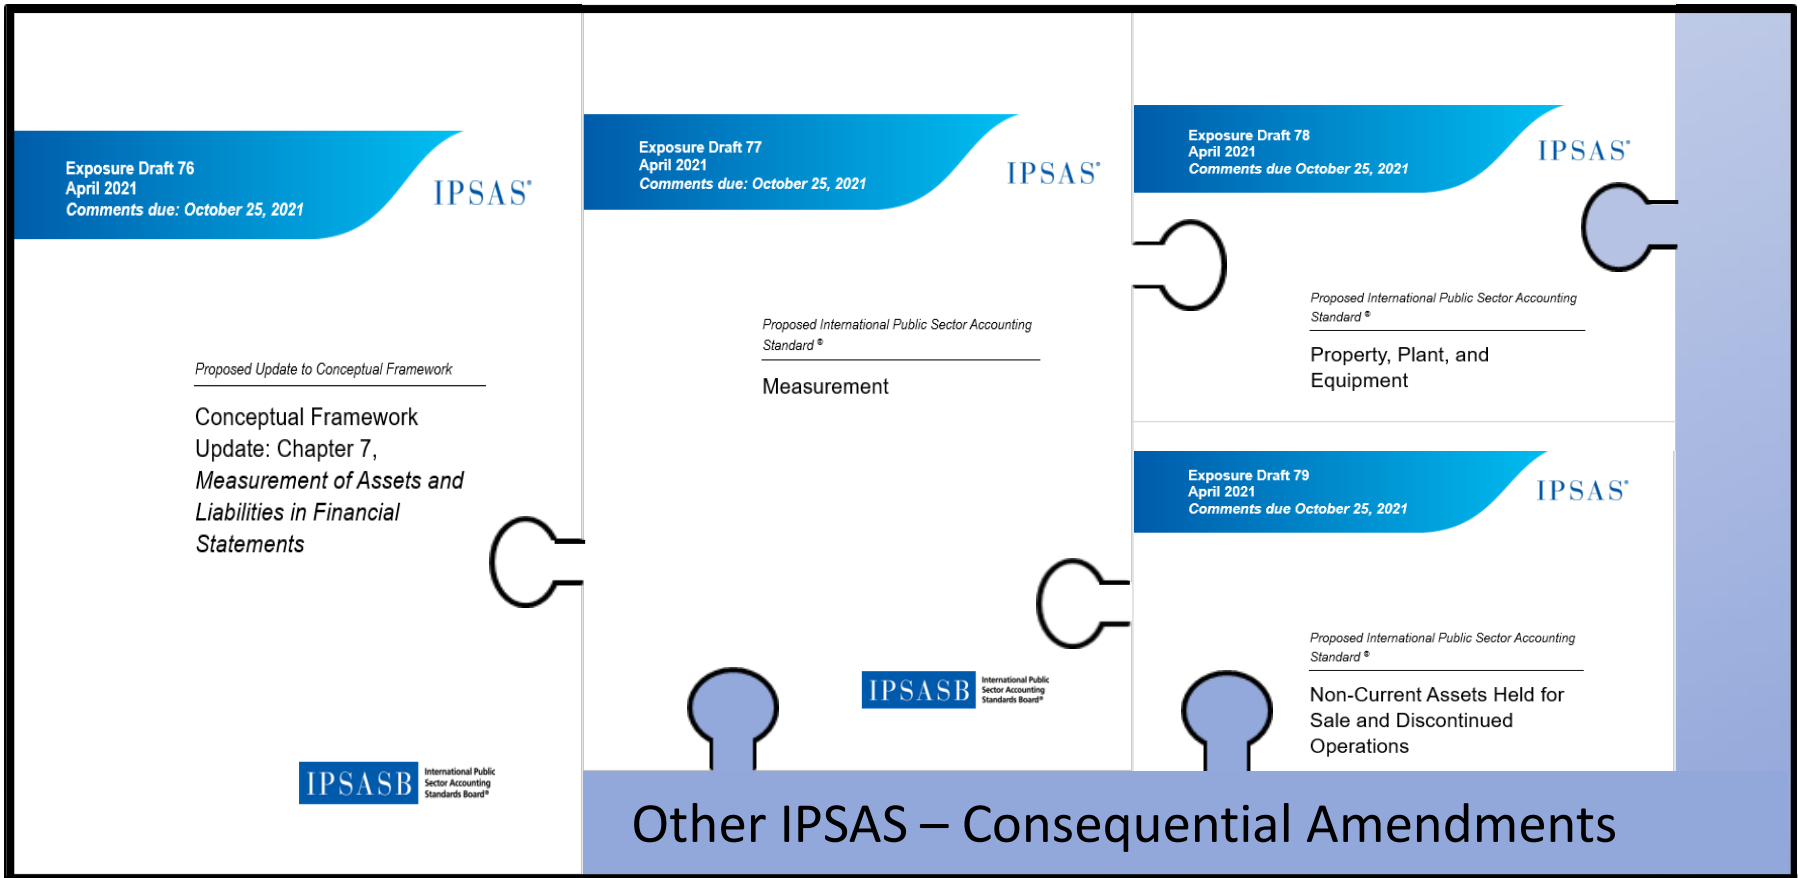 Exposure Draft 76
April 2021
Comments due: October 25, 2021
IPSAS®
Proposed Update to Conceptual Framework
Conceptual Framework
Update: Chapter 7,
Measurement of Assets and
Liabilities in Financial
Statements
IPSASB
International Public
Sector Accounting
Standards Board®
Exposure Draft 77
April 2021
Comments due: October 25, 2021
IPSAS®
Proposed International Public Sector Accounting
Standard ®
Measurement
IPSASB
International Public
Sector Accounting
Standards Board®
Exposure Draft 78
April 2021
Comments due October 25, 2021
IPSAS®
Proposed International Public Sector Accounting
Standard ®
Property, Plant, and
Equipment
Exposure Draft 79
April 2021
Comments due October 25, 2021
IPSAS®
Proposed International Public Sector Accounting
Standard ®
Non-Current Assets Held for
Sale and Discontinued
Operations
Other IPSAS – Consequential Amendments